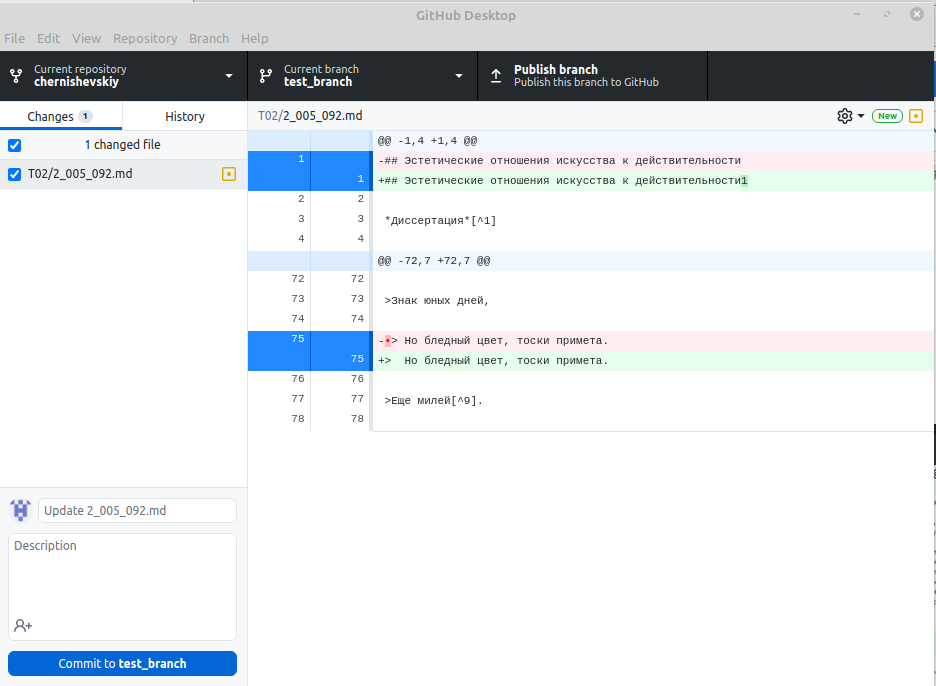 GitHub Desktop
File Edit View Repository Branch Help
Current repository
chernishevskiy
Current branch
test_branch
Publish branch
Publish this branch to GitHub
Changes 1
History
T02/2_005_092.md
New
1 changed file
T02/2_005_092.md
@@ -1,4 +1,4 @@
1 -## Эстетические отношения искусства к действительности
1 +## Эстетические отношения искусства к действительности1
2 2
3 3 *Диссертация*[^1]
4 4
@@ -72,7 +72,7 @@
72 72
73 73 >Знак юных дней,
74 74
75 -•> Но бледный цвет, тоски примета.
75 +>  Но бледный цвет, тоски примета.
76 76
77 77 >Еще милей[^9].
78 78
Update 2_005_092.md
Description
Commit to test_branch